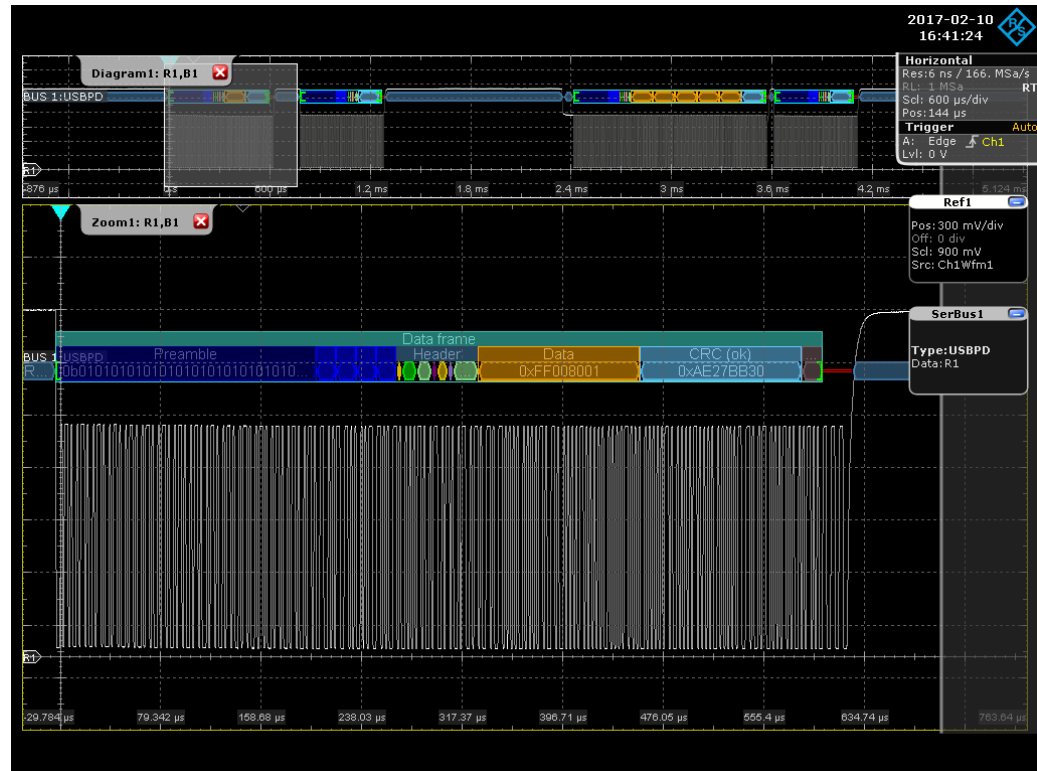 2017-02-10
16:41:24
R&S
Diagram1: R1,B1
BUS 1:USBPD
R1
-876 µs 0 s 600 µs 1.2 ms 1.8 ms 2.4 ms 3 ms 3.6 ms 4.2 ms 5.124 ms
Horizontal
Res:6 ns / 166. MSa/s
RL: 1 MSa RT
Scl: 600 µs/div
Pos:144 µs
Trigger Auto
A: Edge Ch1
Lvl: 0 V
Zoom1: R1,B1
Ref1
Pos:300 mV/div
Off: 0 div
Scl: 900 mV
Src: Ch1Wfm1
SerBus1
Type:USBPD
Data:R1
Data frame
BUS 1:USBPD Preamble Header Data CRC (ok) ...
R... 0b0101010101010101010101010101010... 0xFF008001 0xAE27BB30
R1
-29.784 µs 79.342 µs 158.68 µs 238.03 µs 317.37 µs 396.71 µs 476.05 µs 555.4 µs 634.74 µs 763.64 µs